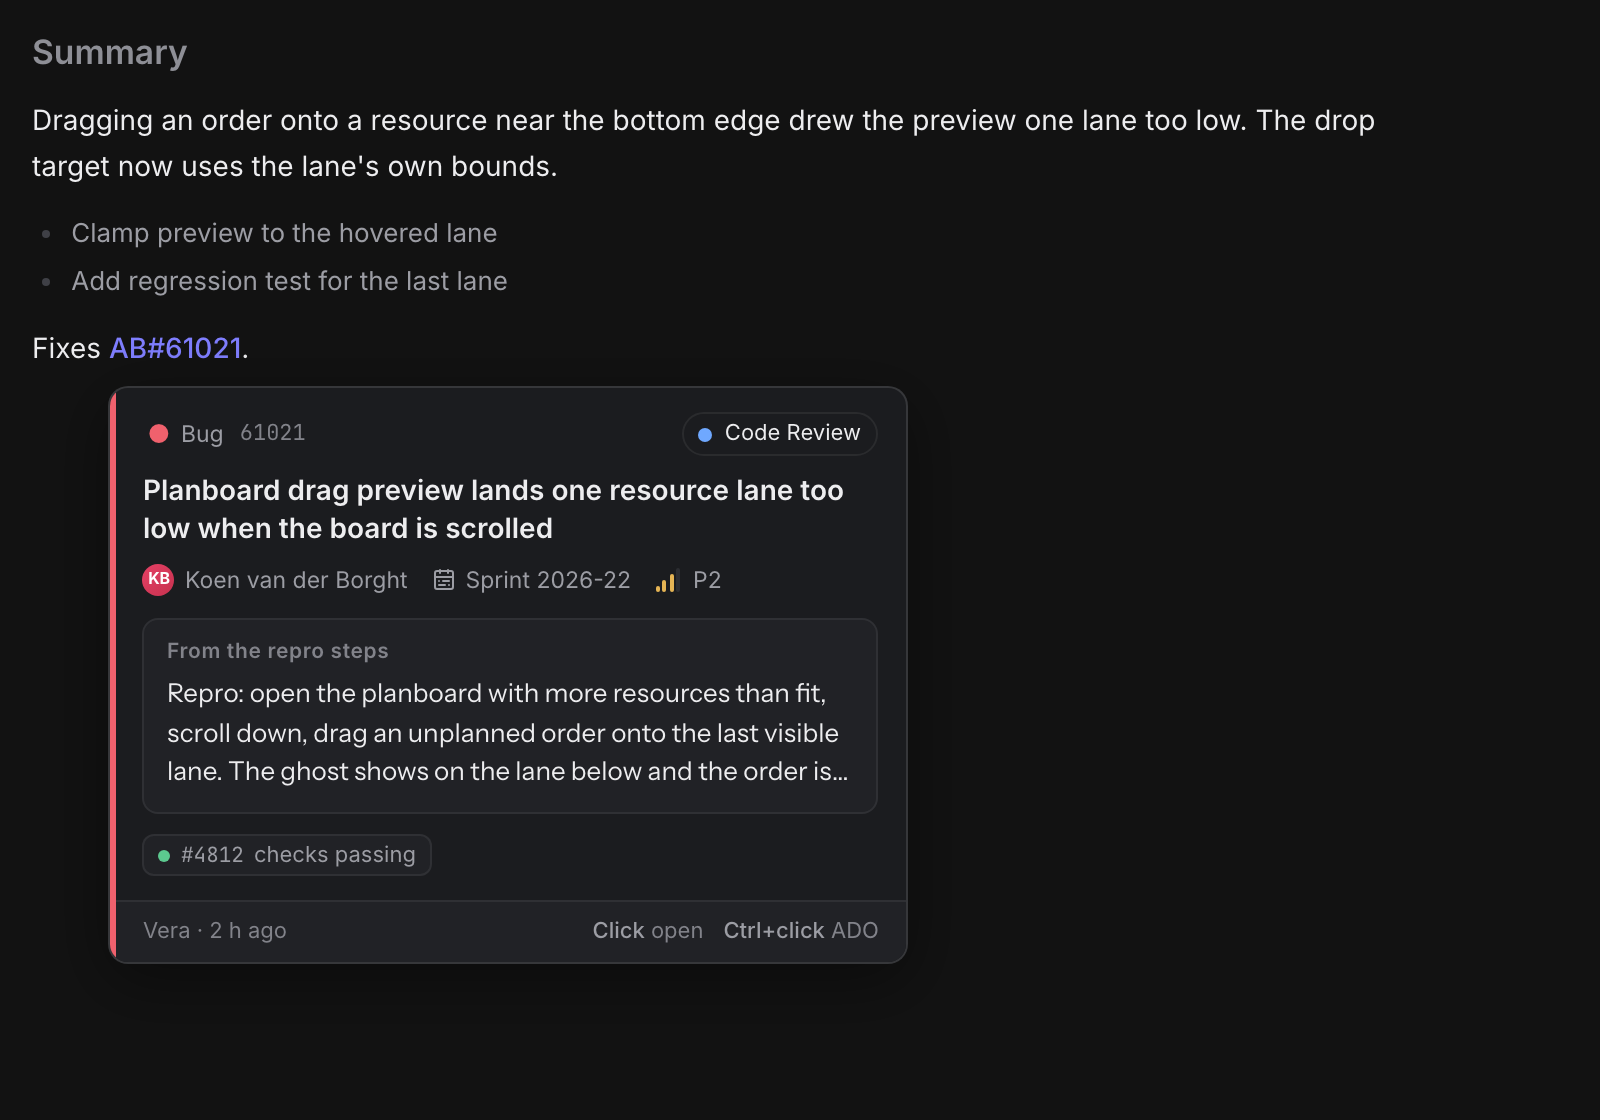 Summary
Dragging an order onto a resource near the bottom edge drew the preview one lane too low. The drop
target now uses the lane's own bounds.
Clamp preview to the hovered lane
Add regression test for the last lane
Fixes AB#61021.
Bug 61021
Code Review
Planboard drag preview lands one resource lane too
low when the board is scrolled
KB Koen van der Borght Sprint 2026-22 P2
From the repro steps
Repro: open the planboard with more resources than fit,
scroll down, drag an unplanned order onto the last visible
lane. The ghost shows on the lane below and the order is...
#4812 checks passing
Vera · 2 h ago
Click open Ctrl+click ADO